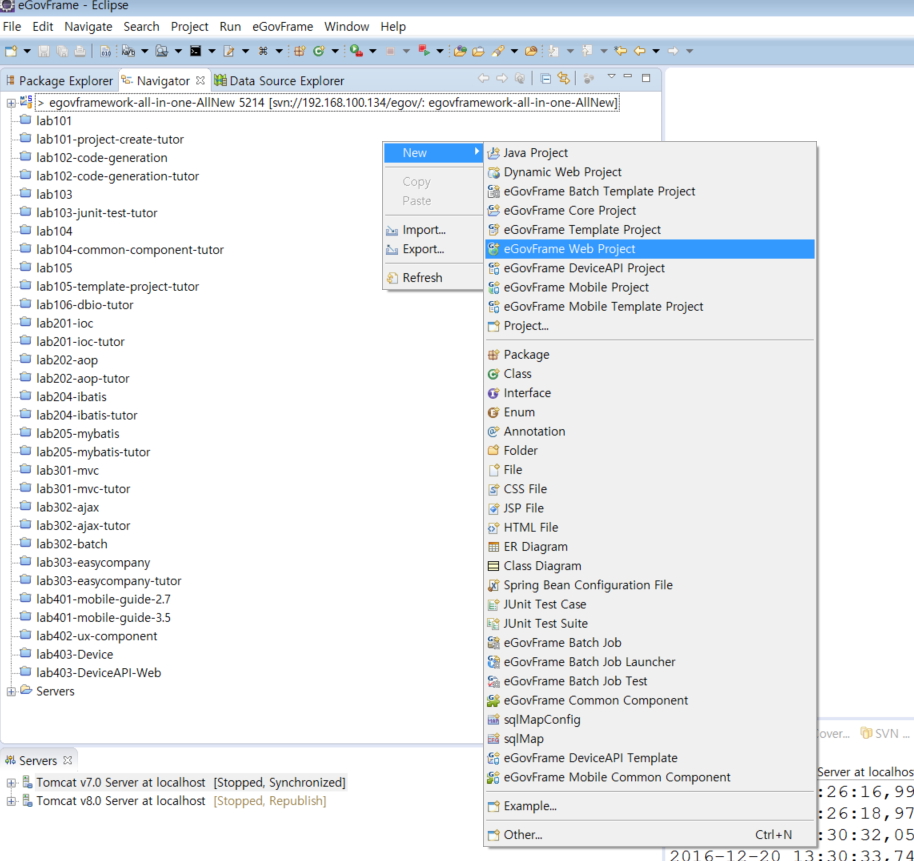 eGovFrame - Eclipse
File Edit Navigate Search Project Run eGovFrame Window Help
Package Explorer Navigator Data Source Explorer
> egovframework-all-in-one-AllNew 5214 [svn://192.168.100.134/egov/: egovframework-all-in-one-AllNew]
lab101
lab101-project-create-tutor
lab102-code-generation
lab102-code-generation-tutor
lab103
lab103-junit-test-tutor
lab104
lab104-common-component-tutor
lab105
lab105-template-project-tutor
lab106-dbio-tutor
lab201-ioc
lab201-ioc-tutor
lab202-aop
lab202-aop-tutor
lab204-ibatis
lab204-ibatis-tutor
lab205-mybatis
lab205-mybatis-tutor
lab301-mvc
lab301-mvc-tutor
lab302-ajax
lab302-ajax-tutor
lab302-batch
lab303-easycompany
lab303-easycompany-tutor
lab401-mobile-guide-2.7
lab401-mobile-guide-3.5
lab402-ux-component
lab403-Device
lab403-DeviceAPI-Web
Servers
New
Copy
Paste
Import...
Export...
Refresh
Java Project
Dynamic Web Project
eGovFrame Batch Template Project
eGovFrame Core Project
eGovFrame Template Project
eGovFrame Web Project
eGovFrame DeviceAPI Project
eGovFrame Mobile Project
eGovFrame Mobile Template Project
Project...
Package
Class
Interface
Enum
Annotation
Folder
File
CSS File
JSP File
HTML File
ER Diagram
Class Diagram
Spring Bean Configuration File
JUnit Test Case
JUnit Test Suite
eGovFrame Batch Job
eGovFrame Batch Job Launcher
eGovFrame Batch Job Test
eGovFrame Common Component
sqlMapConfig
sqlMap
eGovFrame DeviceAPI Template
eGovFrame Mobile Common Component
Example...
Other... Ctrl+N
Servers
Tomcat v7.0 Server at localhost [Stopped, Synchronized]
Tomcat v8.0 Server at localhost [Stopped, Republish]
over... SVN ...
Server at localhos
:26:16,99
:26:18,97
:30:32,05
2016-12-20 13:30:33,74